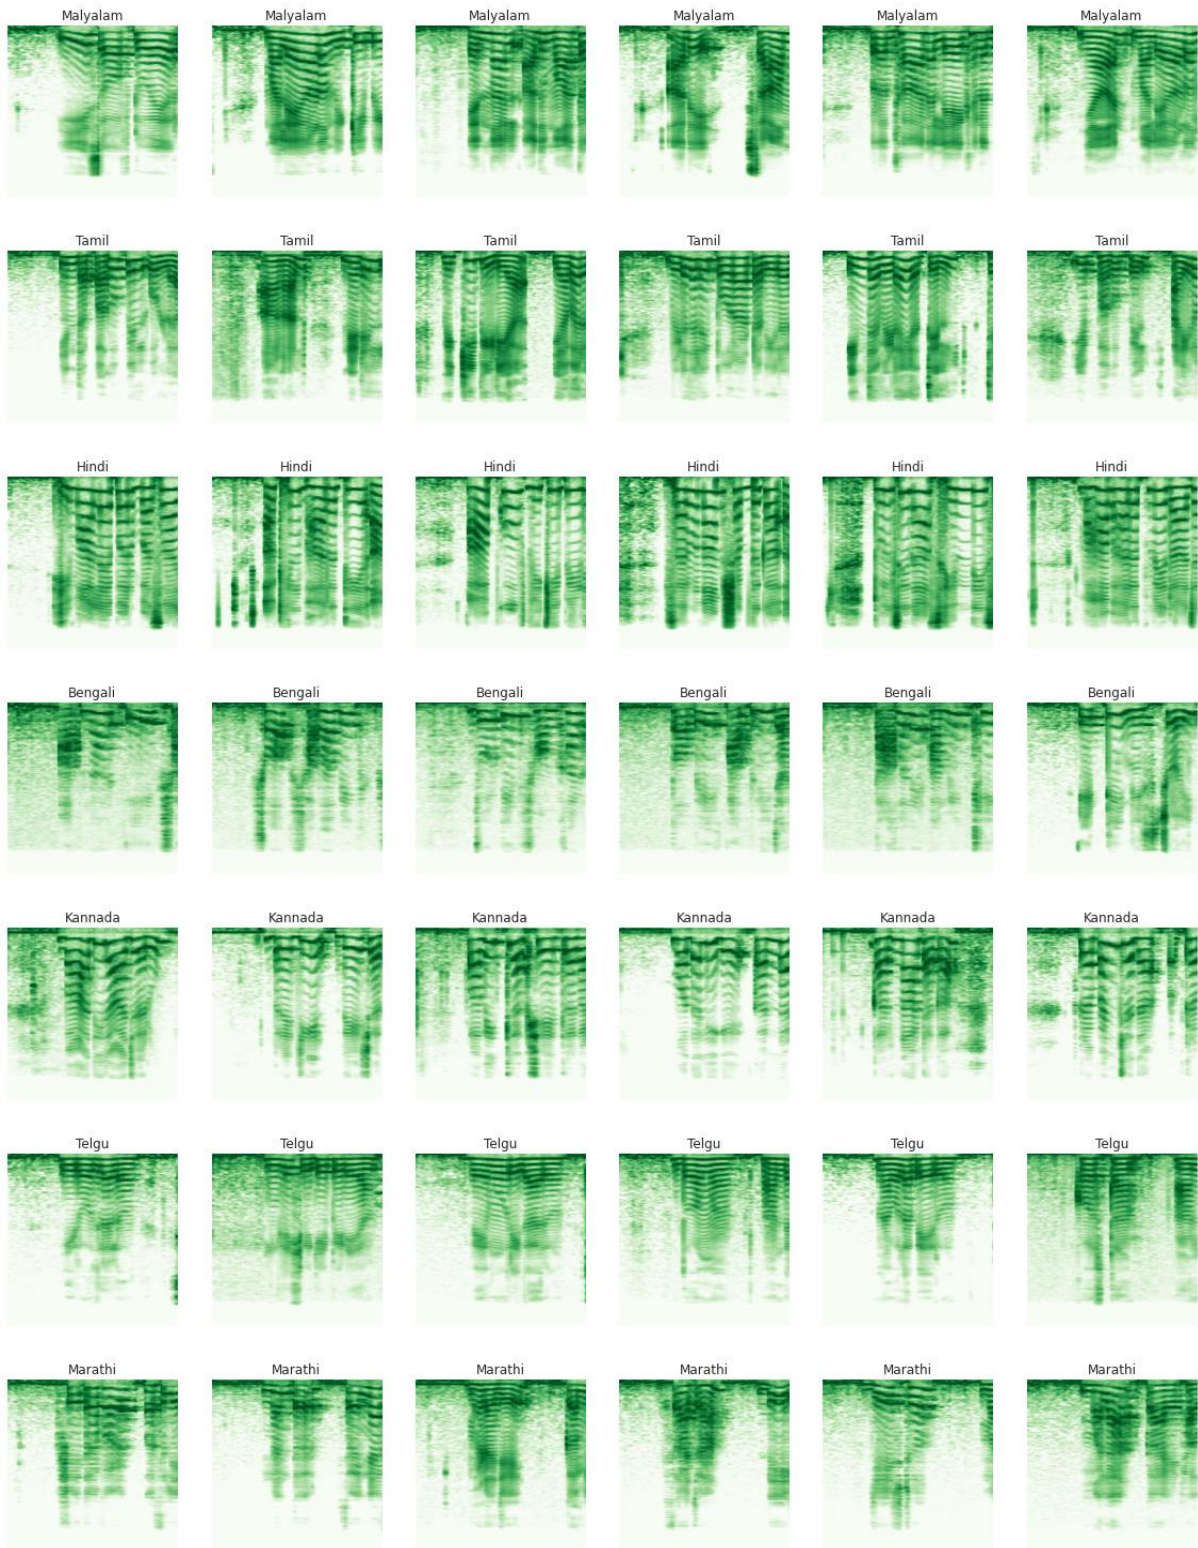 Malyalam Malyalam Malyalam Malyalam Malyalam Malyalam
Tamil Tamil Tamil Tamil Tamil Tamil
Hindi Hindi Hindi Hindi Hindi Hindi
Bengali Bengali Bengali Bengali Bengali Bengali
Kannada Kannada Kannada Kannada Kannada Kannada
Telgu Telgu Telgu Telgu Telgu Telgu
Marathi Marathi Marathi Marathi Marathi Marathi